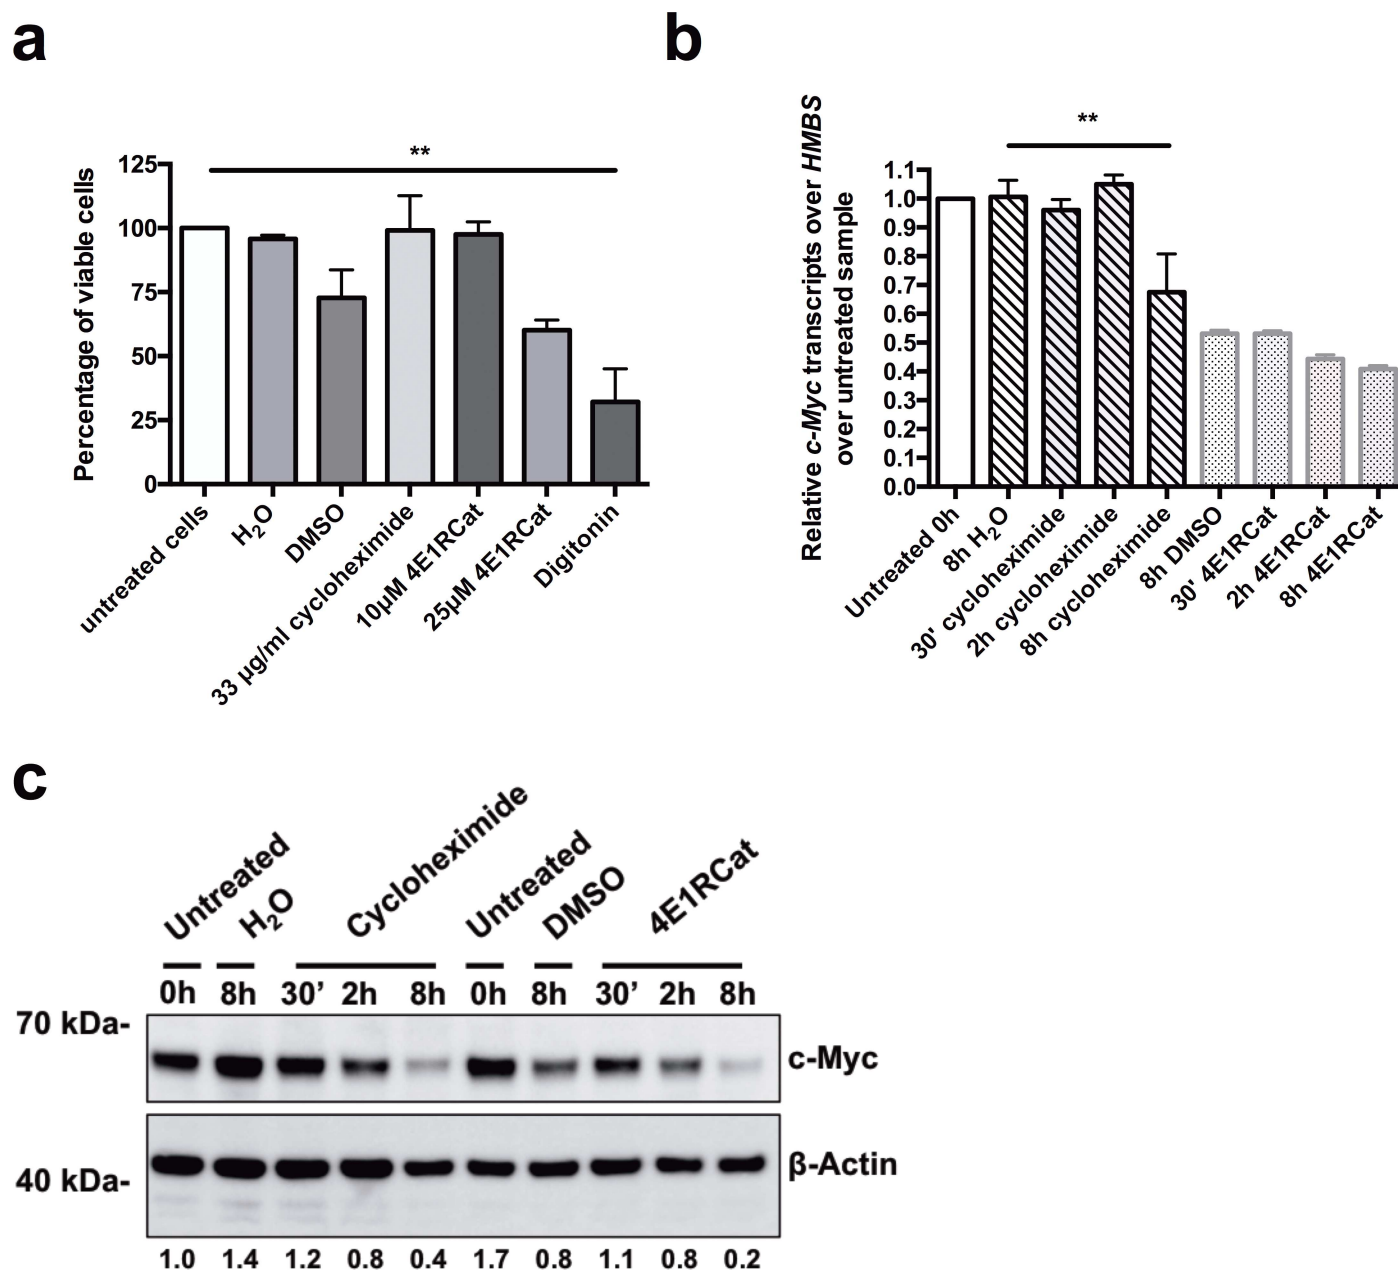 a
**
Percentage of viable cells
125
100
75
50
25
0
untreated cells
H₂O
DMSO
33 µg/ml cycloheximide
10µM 4E1RCat
25µM 4E1RCat
Digitonin
b
**
Relative c-Myc transcripts over HMBS
over untreated sample
1.1
1.0
0.9
0.8
0.7
0.6
0.5
0.4
0.3
0.2
0.1
0.0
Untreated 0h
8h H₂O
30' cycloheximide
2h cycloheximide
8h cycloheximide
8h DMSO
30' 4E1RCat
2h 4E1RCat
8h 4E1RCat
c
Untreated H₂O Cycloheximide Untreated DMSO 4E1RCat
0h 8h 30’ 2h 8h 0h 8h 30’ 2h 8h
70 kDa-
c-Myc
β-Actin
40 kDa-
1.0 1.4 1.2 0.8 0.4 1.7 0.8 1.1 0.8 0.2